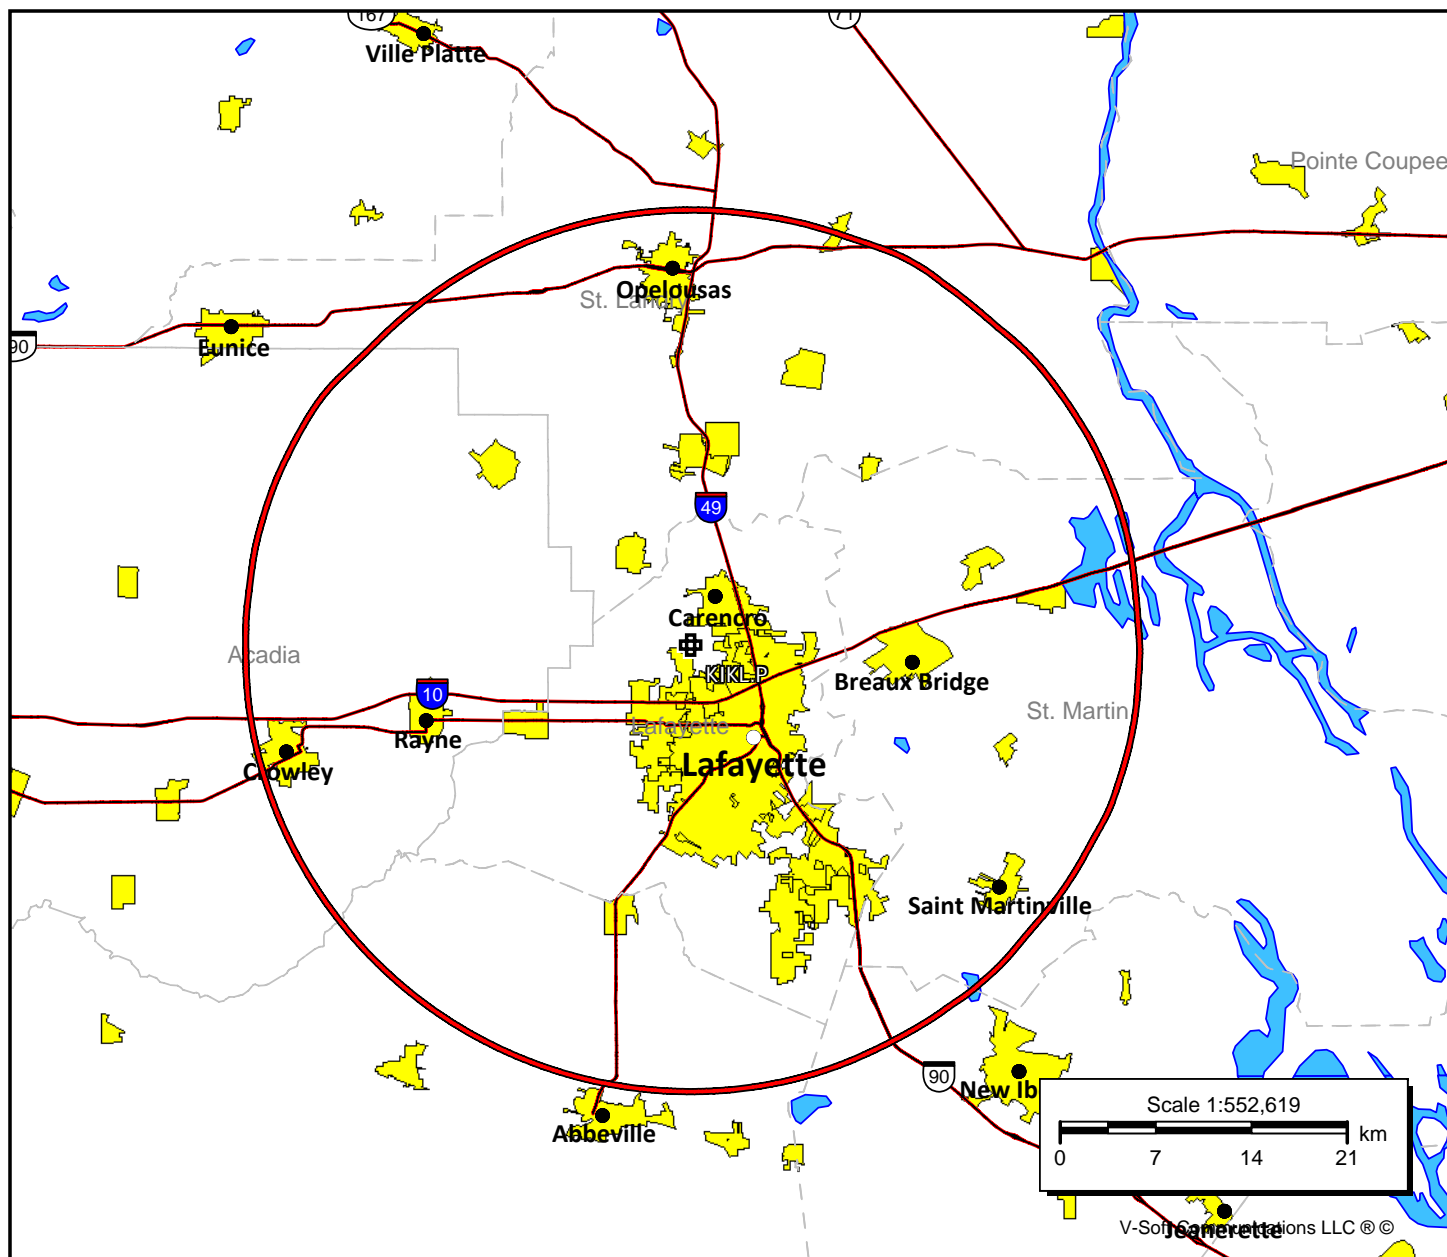 167
71
Ville Platte
Pointe Coupee
Opelousas
St. Landry
90
Eunice
49
Carencro
Acadia
KIKL.P
Breaux Bridge
10
St. Martin
Lafayette
Rayne
Crowley
Lafayette
Saint Martinville
90
New Ib
Abbeville
Scale 1:552,619
km
0 7 14 21
V-Soft Communications LLC ® ©
Jeanerette